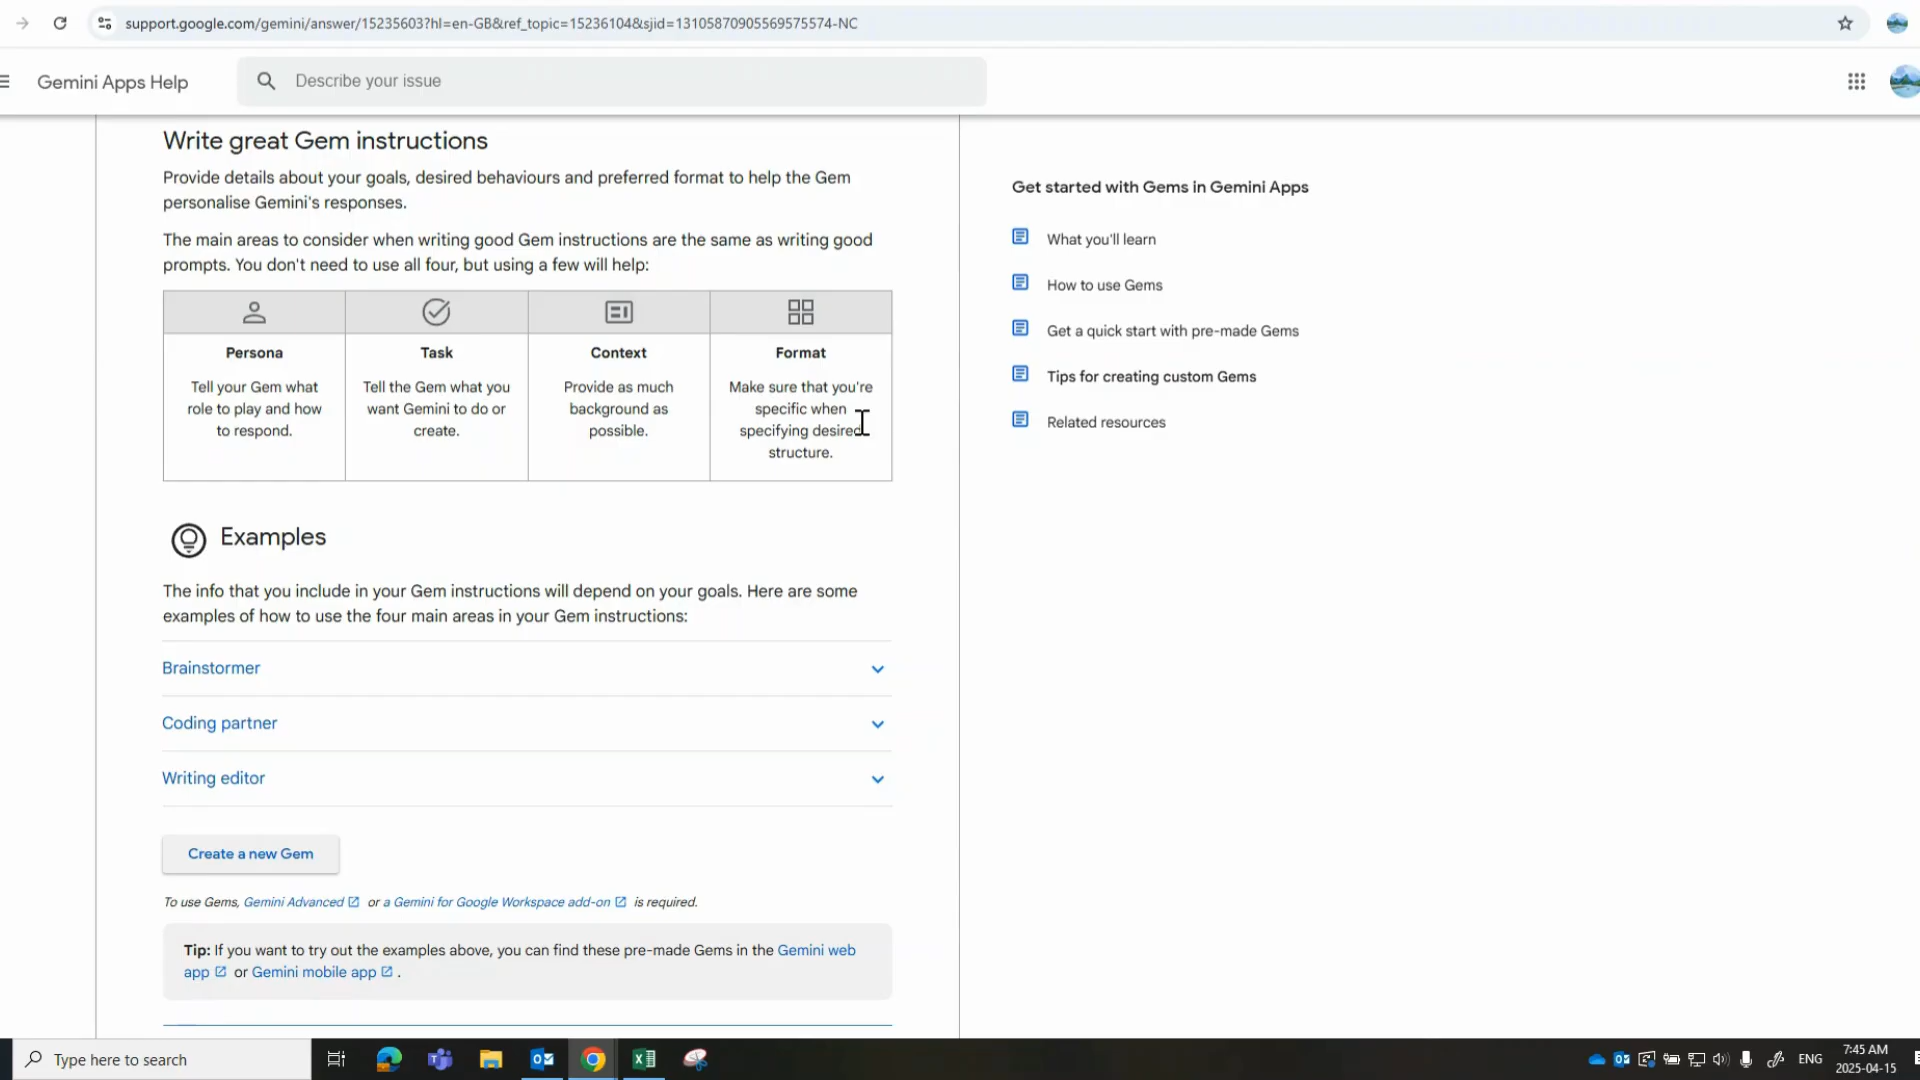 support.google.com/gemini/answer/15235603?hl=en-GB&ref_topic=15236104&sjid=13105870905569575574-NC
Gemini Apps Help
Describe your issue
Write great Gem instructions
Provide details about your goals, desired behaviours and preferred format to help the Gem
personalise Gemini's responses.
The main areas to consider when writing good Gem instructions are the same as writing good
prompts. You don't need to use all four, but using a few will help:
Persona
Tell your Gem what
role to play and how
to respond.
Task
Tell the Gem what you
want Gemini to do or
create.
Context
Provide as much
background as
possible.
Format
Make sure that you're
specific when
specifying desired
structure.
Examples
The info that you include in your Gem instructions will depend on your goals. Here are some
examples of how to use the four main areas in your Gem instructions:
Brainstormer
Coding partner
Writing editor
Create a new Gem
To use Gems, Gemini Advanced or a Gemini for Google Workspace add-on is required.
Tip: If you want to try out the examples above, you can find these pre-made Gems in the Gemini web
app or Gemini mobile app .
Get started with Gems in Gemini Apps
What you'll learn
How to use Gems
Get a quick start with pre-made Gems
Tips for creating custom Gems
Related resources
Type here to search
ENG
7:45 AM
2025-04-15